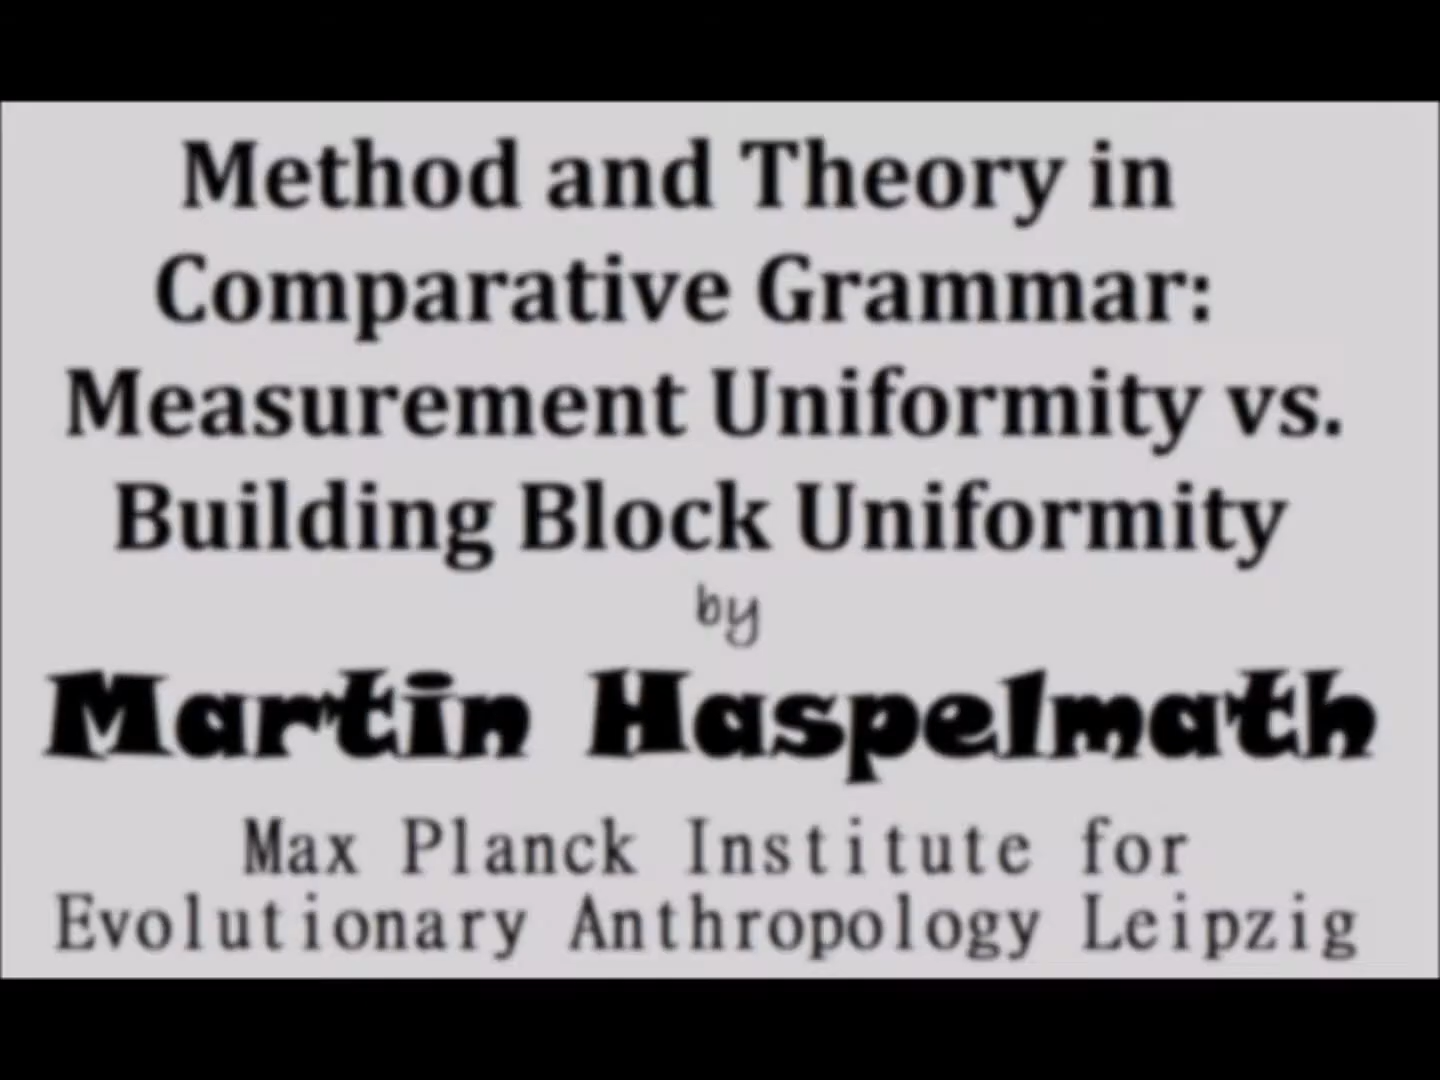 Method and Theory in
Comparative Grammar:
Measurement Uniformity vs.
Building Block Uniformity
by
Martin Haspelmath
Max Planck Institute for
Evolutionary Anthropology Leipzig